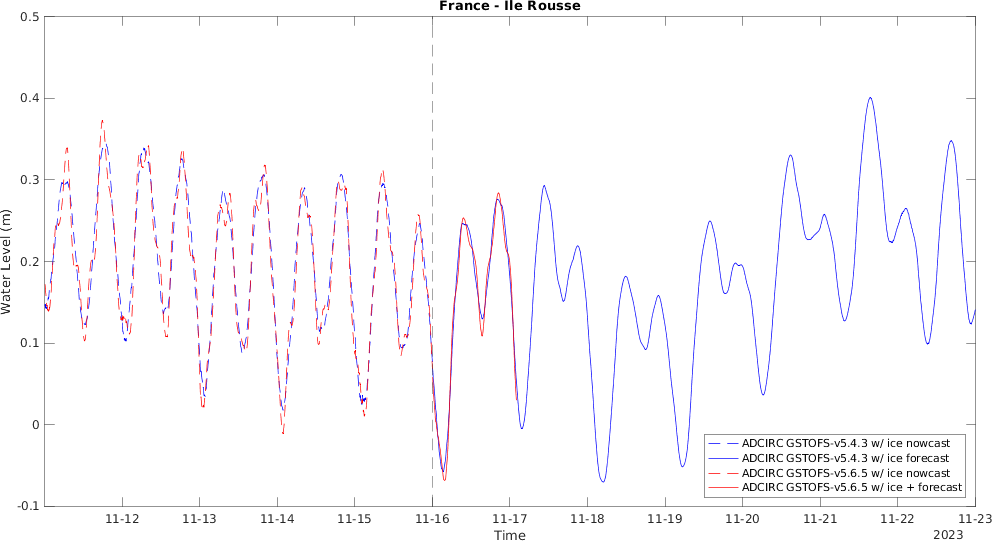 France - Ile Rousse
0.5
0.4
0.3
0.2
0.1
0
-0.1
Water Level (m)
ADCIRC GSTOFS-v5.4.3 w/ ice nowcast
ADCIRC GSTOFS-v5.4.3 w/ ice forecast
ADCIRC GSTOFS-v5.6.5 w/ ice nowcast
ADCIRC GSTOFS-v5.6.5 w/ ice + forecast
11-12 11-13 11-14 11-15 11-16 11-17 11-18 11-19 11-20 11-21 11-22 11-23
Time
2023